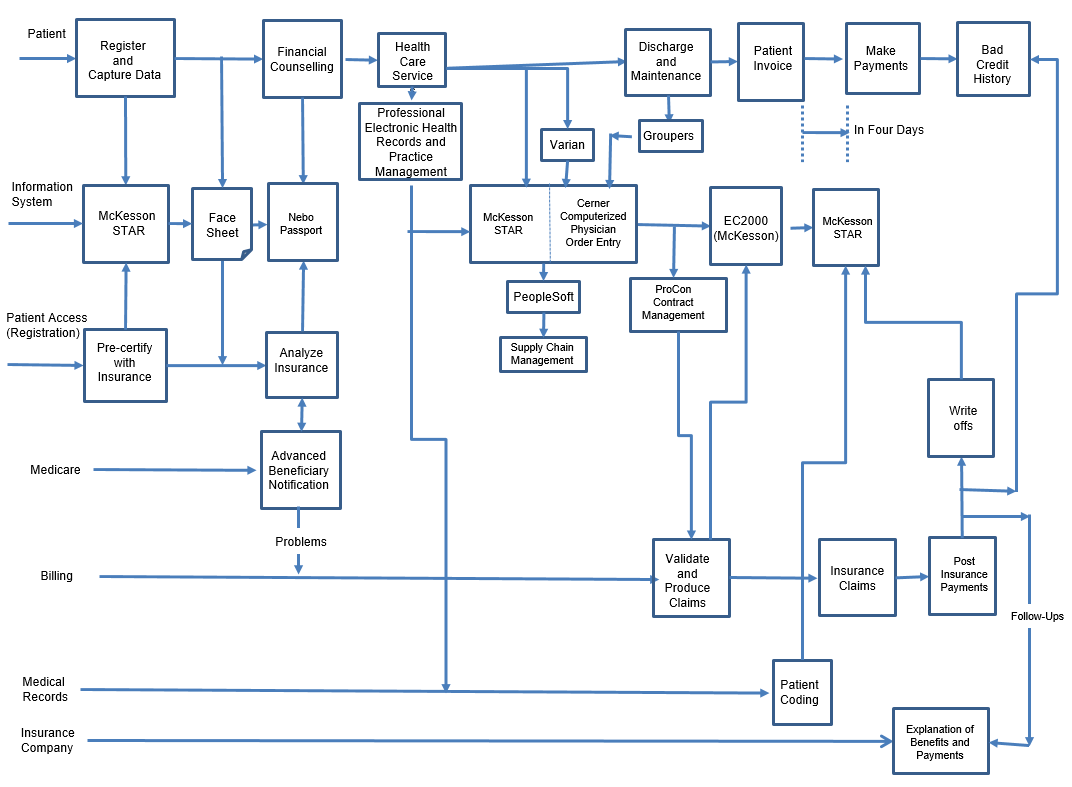 Patient
Register
and
Capture Data
Financial
Counselling
Health
Care
Service
Discharge
and
Maintenance
Patient
Invoice
Make
Payments
Bad
Credit
History
Professional
Electronic Health
Records and
Practice
Management
Varian
Groupers
In Four Days
Information
System
McKesson
STAR
Face
Sheet
Nebo
Passport
McKesson
STAR
Cerner
Computerized
Physician
Order Entry
EC2000
(McKesson)
McKesson
STAR
PeopleSoft
ProCon
Contract
Management
Supply Chain
Management
Patient Access
(Registration)
Pre-certify
with
Insurance
Analyze
Insurance
Write
offs
Medicare
Advanced
Beneficiary
Notification
Problems
Billing
Validate
and
Produce
Claims
Insurance
Claims
Post
Insurance
Payments
Follow-Ups
Medical
Records
Patient
Coding
Insurance
Company
Explanation of
Benefits and
Payments